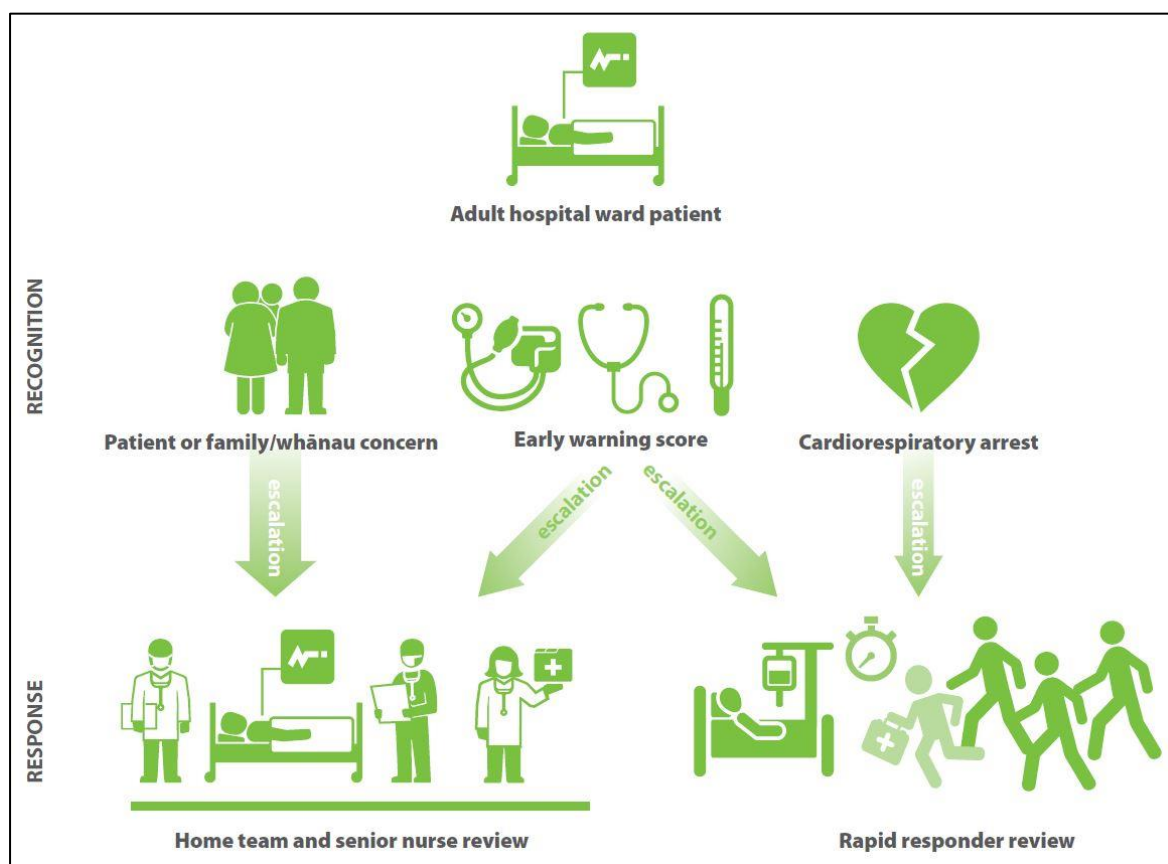 Adult hospital ward patient
RECOGNITION
Patient or family/whānau concern
Early warning score
Cardiorespiratory arrest
escalation
escalation
escalation
escalation
RESPONSE
Home team and senior nurse review
Rapid responder review